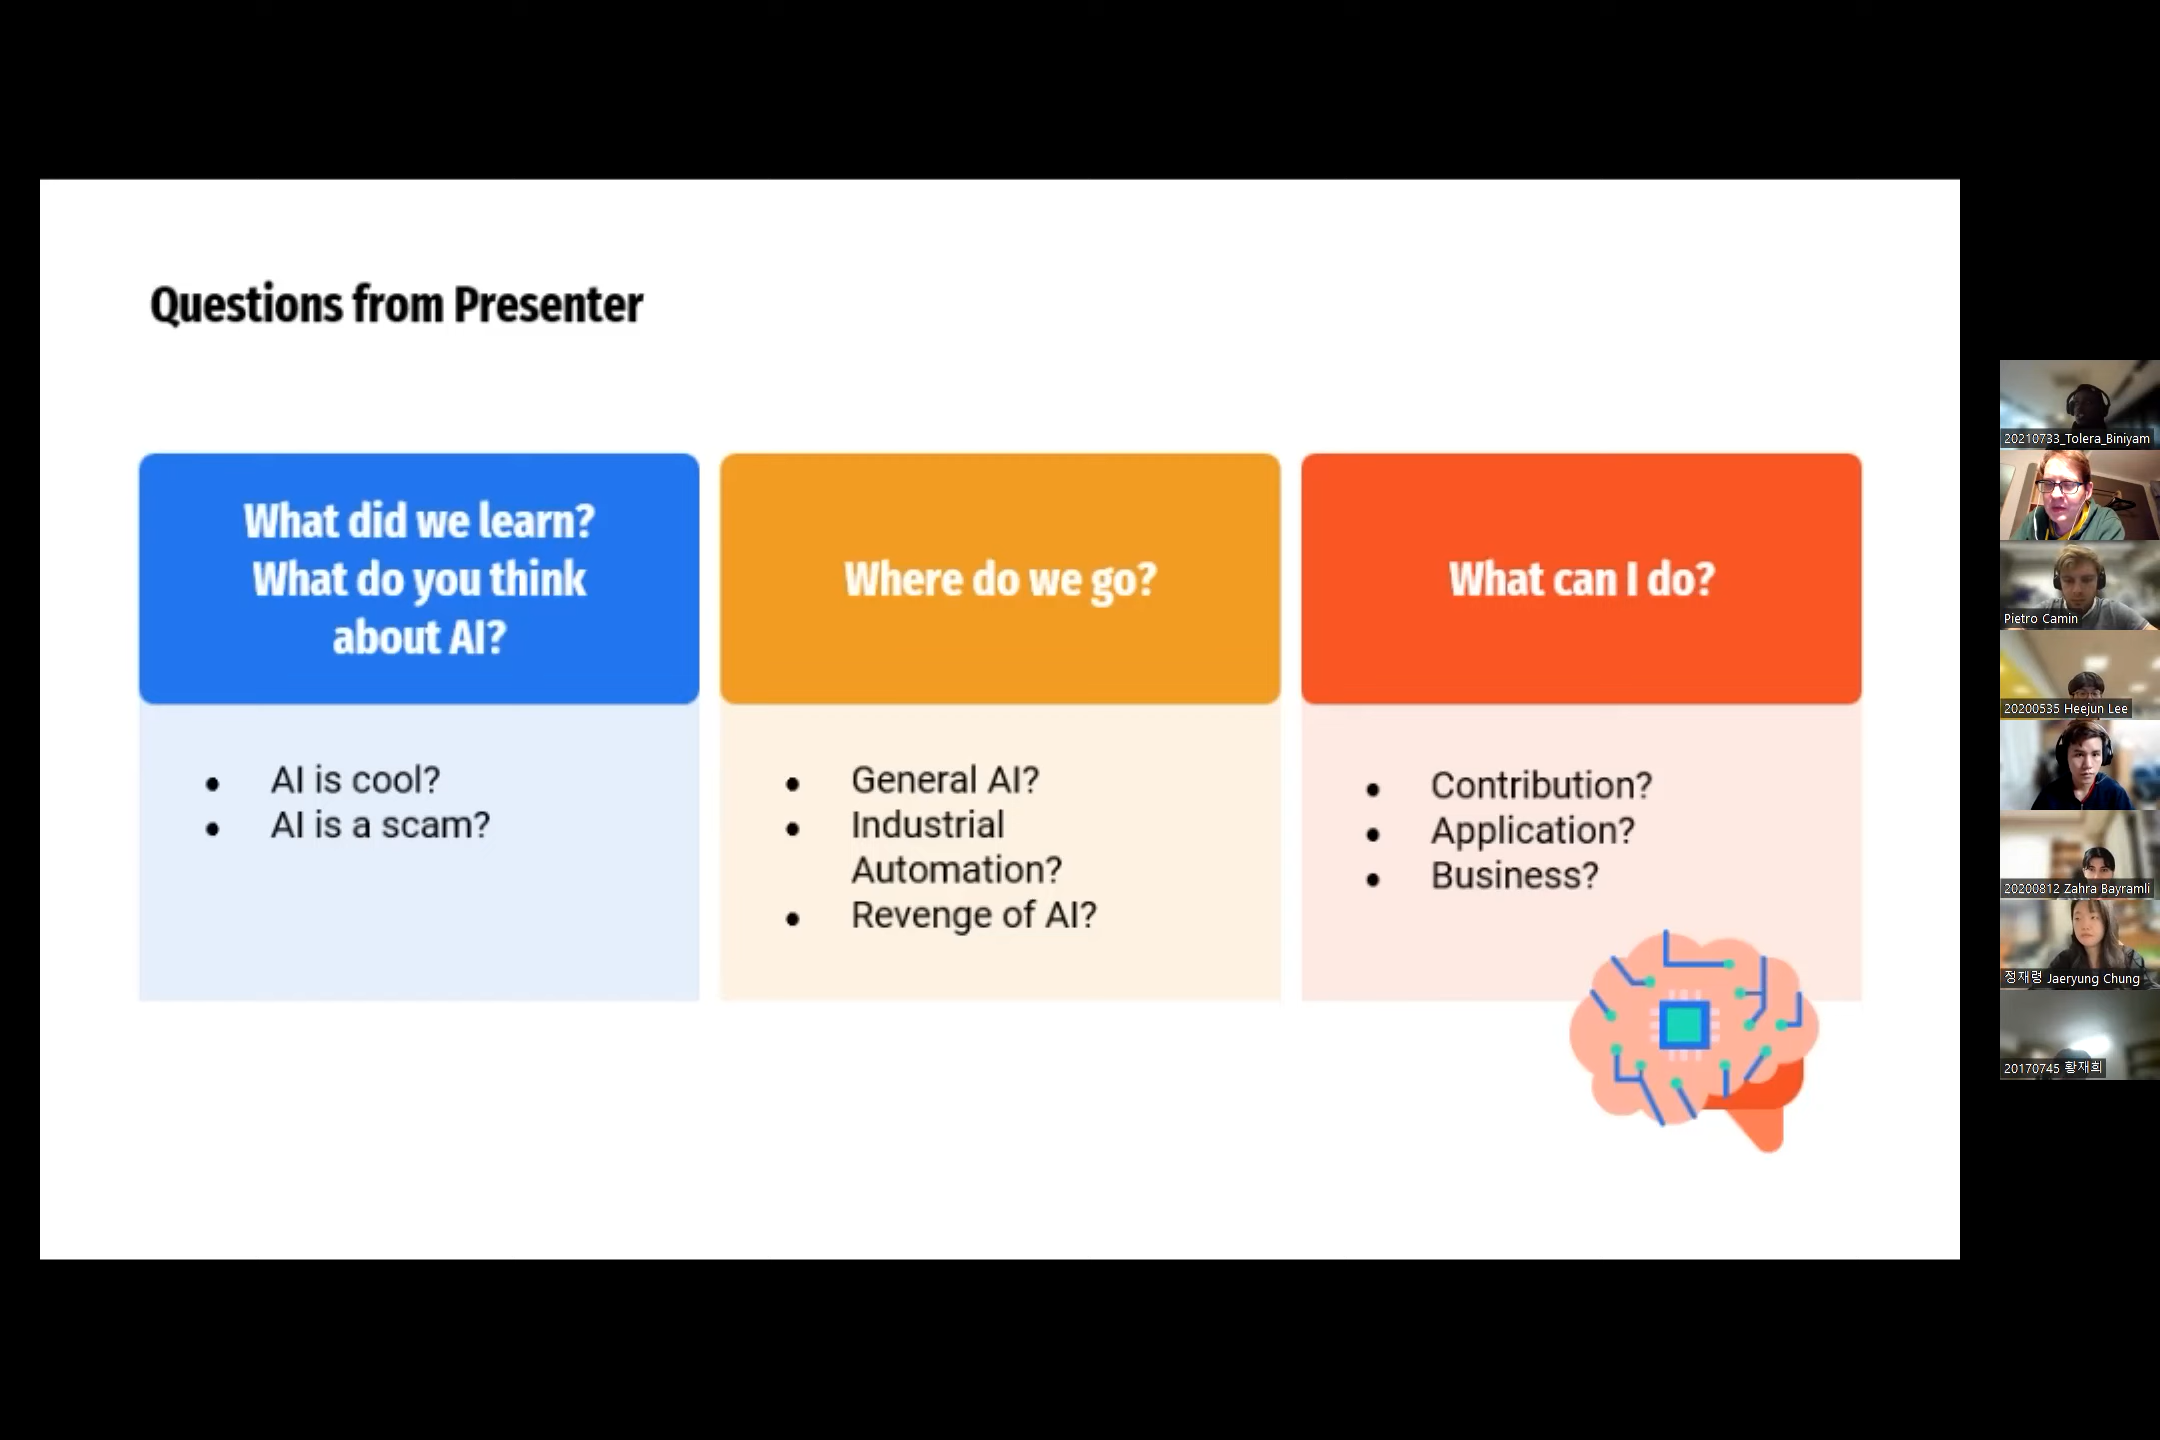 Questions from Presenter
What did we learn?
What do you think
about AI?
AI is cool?
AI is a scam?
Where do we go?
General AI?
Industrial
Automation?
Revenge of AI?
What can I do?
Contribution?
Application?
Business?
20210733_Tolera_Biniyam
Pietro Camin
20200535 Heejun Lee
20200812 Zahra Bayramli
정재령 Jaeryung Chung
20170745 황재희